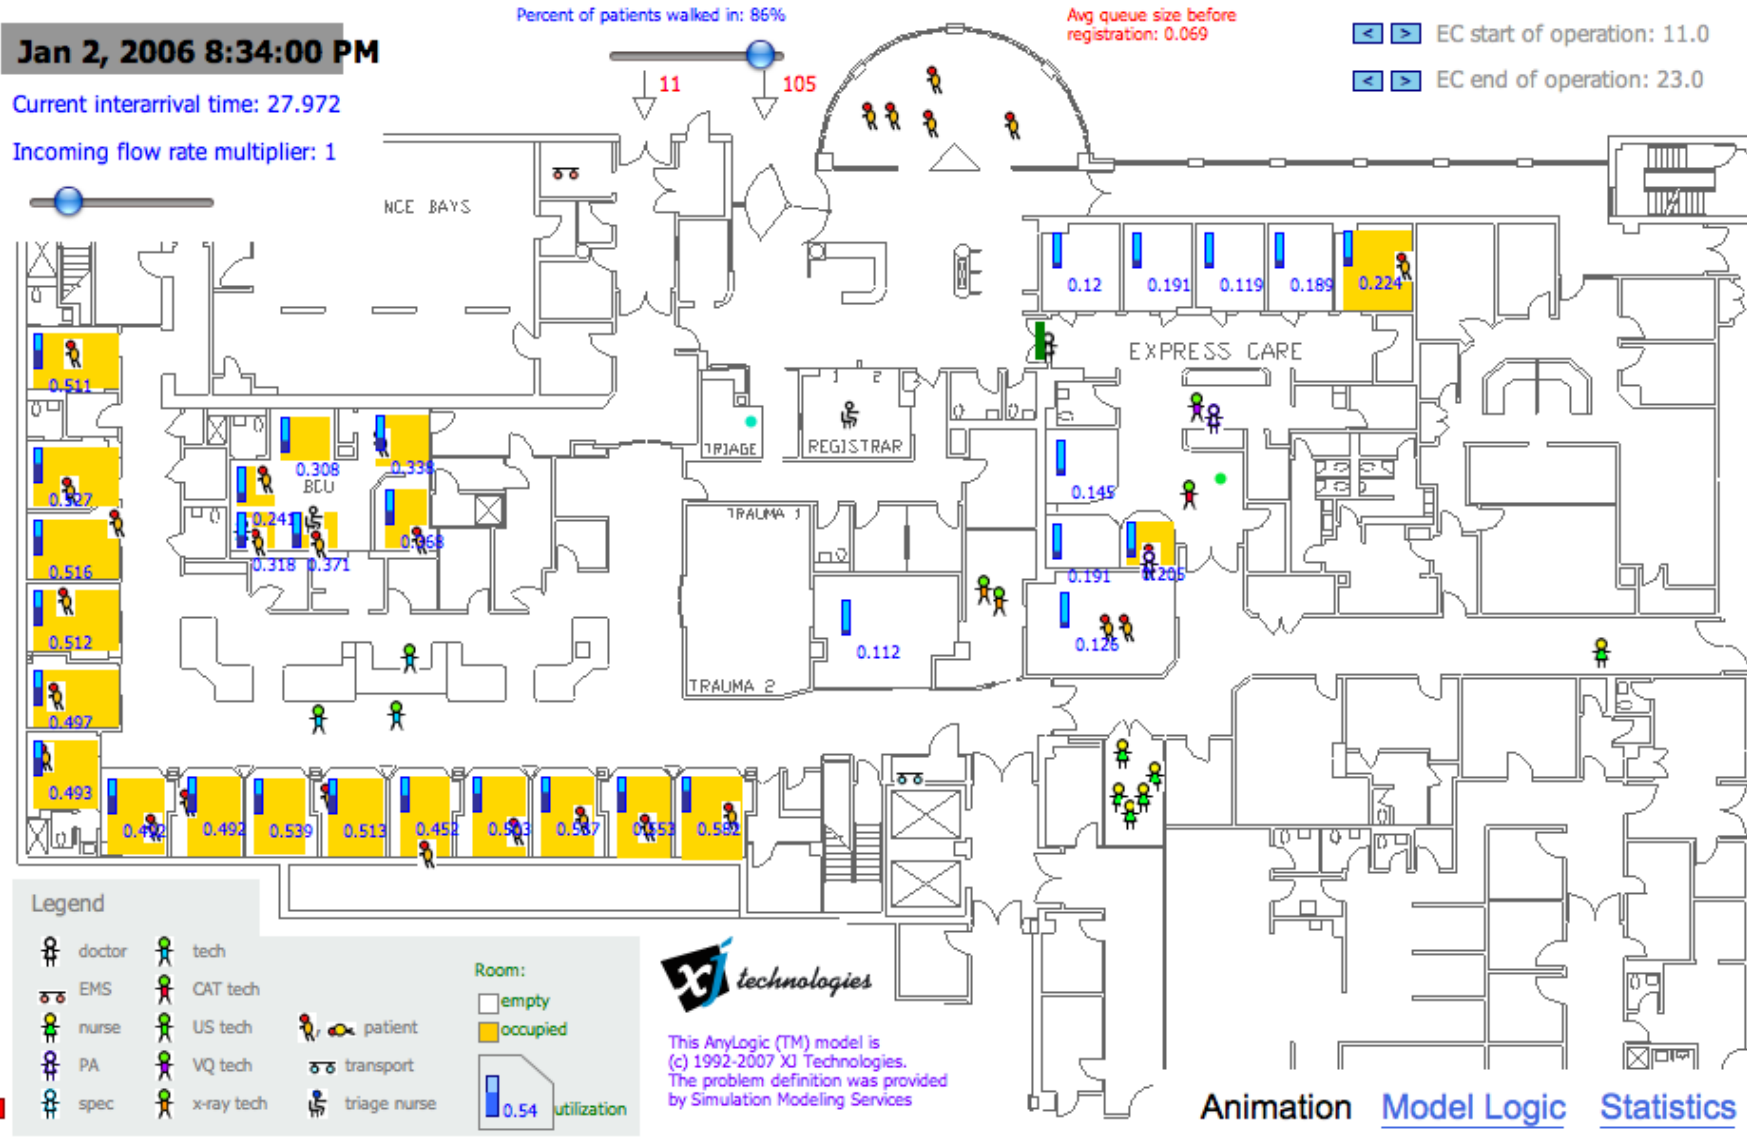 Percent of patients walked in: 86%
Avg queue size before
registration: 0.069
Jan 2, 2006 8:34:00 PM
< > EC start of operation: 11.0
11
105
< > EC end of operation: 23.0
Current interarrival time: 27.972
Incoming flow rate multiplier: 1
NCE BAYS
0.12
0.191
0.119
0.189
0.224
EXPRESS CARE
0.511
1 2
TRIAGE
REGISTRAR
0.308
0.338
BDU
0.327
0.241
0.145
TRAUMA 1
0.318
0.371
0.516
0.191
0.205
0.512
0.112
0.126
TRAUMA 2
0.497
0.493
0.492
0.539
0.513
0.452
0.553
0.582
Legend
doctor
tech
EMS
CAT tech
nurse
US tech
patient
PA
VQ tech
transport
spec
x-ray tech
triage nurse
Room:
empty
occupied
0.54
utilization
xj technologies
This AnyLogic (TM) model is
(c) 1992-2007 XJ Technologies.
The problem definition was provided
by Simulation Modeling Services
Animation Model Logic Statistics